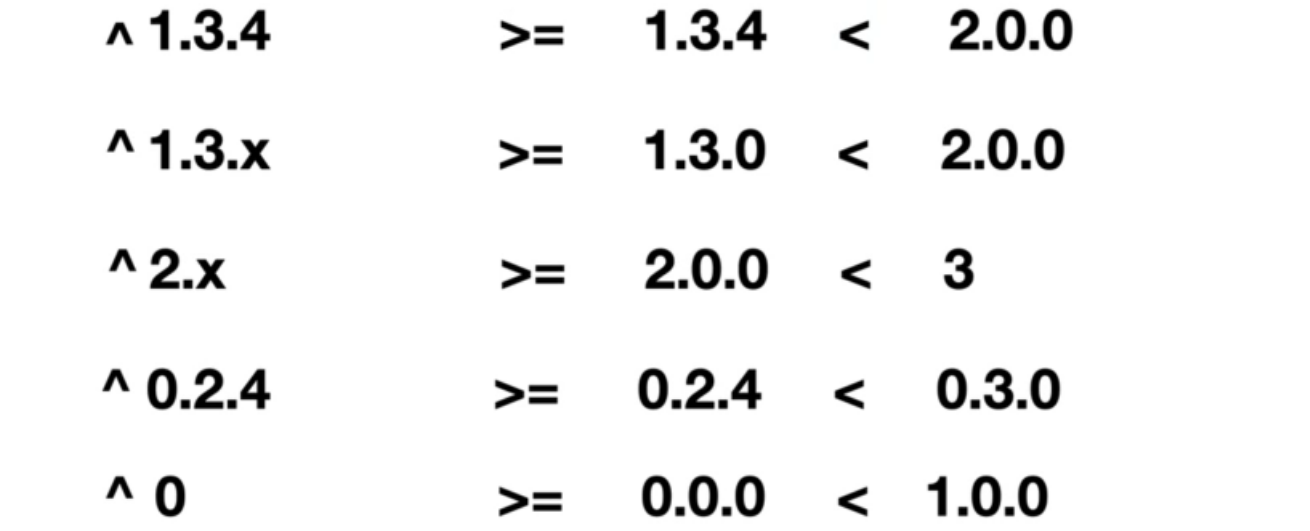 ^ 1.3.4 >= 1.3.4 < 2.0.0
^ 1.3.x >= 1.3.0 < 2.0.0
^ 2.x >= 2.0.0 < 3
^ 0.2.4 >= 0.2.4 < 0.3.0
^ 0 >= 0.0.0 < 1.0.0